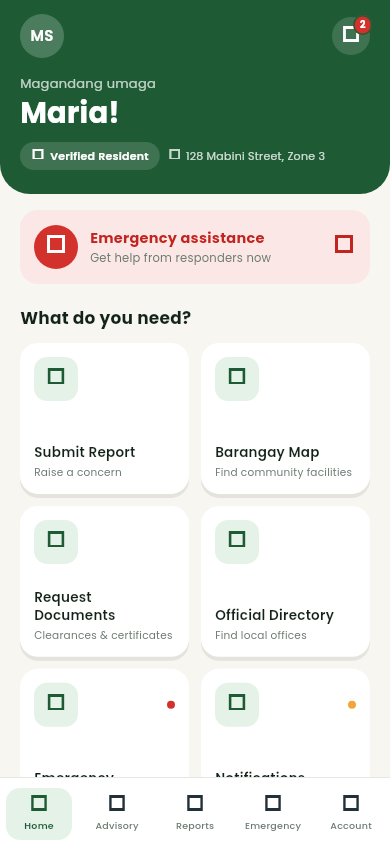 MS
2
Magandang umaga
Maria!
Verified Resident
128 Mabini Street, Zone 3
Emergency assistance
Get help from responders now
What do you need?
Submit Report
Raise a concern
Barangay Map
Find community facilities
Request
Documents
Clearances & certificates
Official Directory
Find local offices
Emergency
Notifications
Home
Advisory
Reports
Emergency
Account